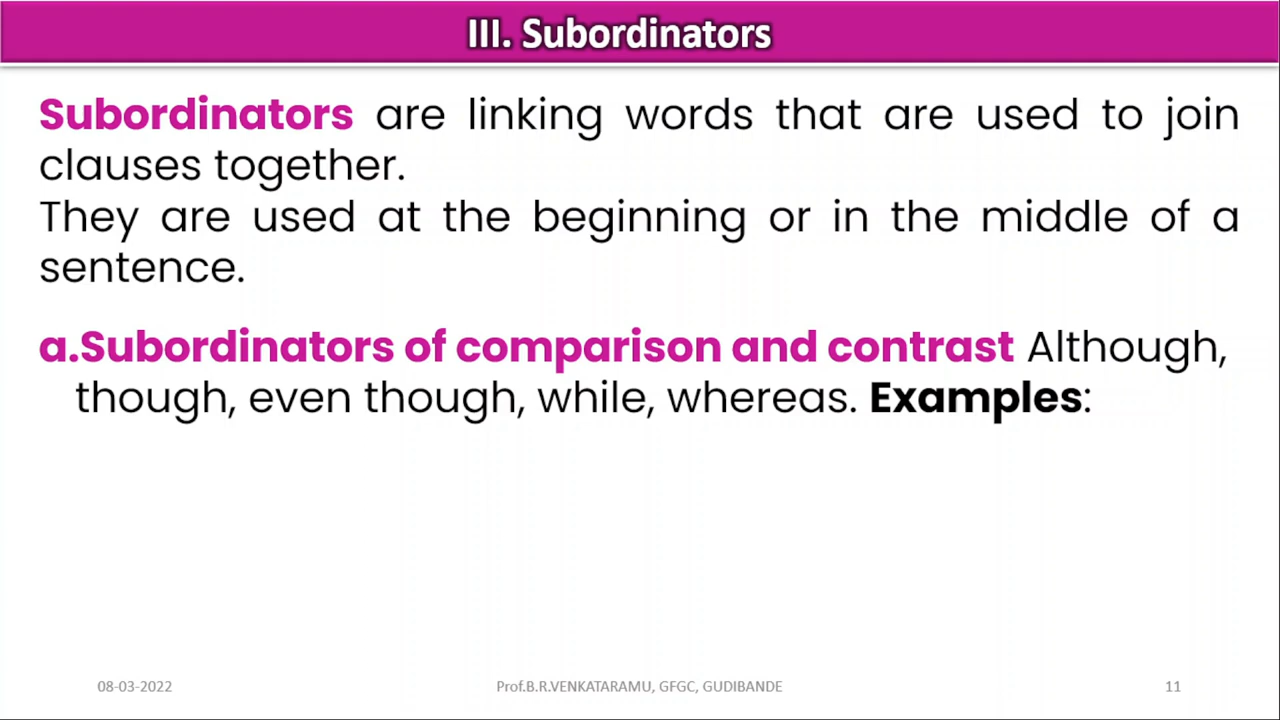 III. Subordinators
Subordinators are linking words that are used to join
clauses together.
They are used at the beginning or in the middle of a
sentence.
a.Subordinators of comparison and contrast Although,
though, even though, while, whereas. Examples:
08-03-2022
Prof.B.R.VENKATARAMU, GFGC, GUDIBANDE
11